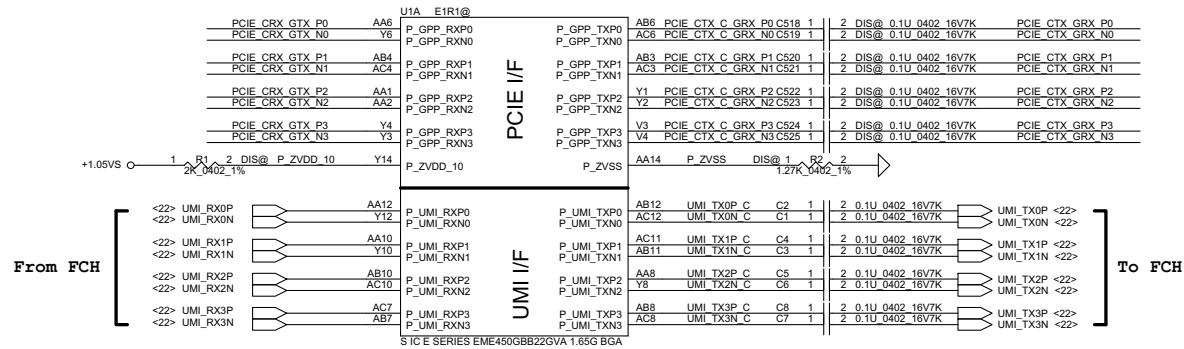 U1A E1R1@
PCIE_CRX_GTX_P0 AA6 P_GPP_RXP0 P_GPP_TXP0 AB6 PCIE_CTX_C_GRX_P0 C518 1 2 DIS@ 0.1U_0402_16V7K PCIE_CTX_GRX_P0
PCIE_CRX_GTX_N0 Y6 P_GPP_RXN0 P_GPP_TXN0 AC6 PCIE_CTX_C_GRX_N0 C519 1 2 DIS@ 0.1U_0402_16V7K PCIE_CTX_GRX_N0
PCIE_CRX_GTX_P1 AB4 P_GPP_RXP1 P_GPP_TXP1 AB3 PCIE_CTX_C_GRX_P1 C520 1 2 DIS@ 0.1U_0402_16V7K PCIE_CTX_GRX_P1
PCIE_CRX_GTX_N1 AC4 P_GPP_RXN1 P_GPP_TXN1 AC3 PCIE_CTX_C_GRX_N1 C521 1 2 DIS@ 0.1U_0402_16V7K PCIE_CTX_GRX_N1
PCIE_CRX_GTX_P2 AA1 P_GPP_RXP2 P_GPP_TXP2 Y1 PCIE_CTX_C_GRX_P2 C522 1 2 DIS@ 0.1U_0402_16V7K PCIE_CTX_GRX_P2
PCIE_CRX_GTX_N2 AA2 P_GPP_RXN2 P_GPP_TXN2 Y2 PCIE_CTX_C_GRX_N2 C523 1 2 DIS@ 0.1U_0402_16V7K PCIE_CTX_GRX_N2
PCIE_CRX_GTX_P3 Y4 P_GPP_RXP3 P_GPP_TXP3 V3 PCIE_CTX_C_GRX_P3 C524 1 2 DIS@ 0.1U_0402_16V7K PCIE_CTX_GRX_P3
PCIE_CRX_GTX_N3 Y3 P_GPP_RXN3 P_GPP_TXN3 V4 PCIE_CTX_C_GRX_N3 C525 1 2 DIS@ 0.1U_0402_16V7K PCIE_CTX_GRX_N3
PCIE I/F
+1.05VS 1 R1 2 DIS@ P_ZVDD_10 Y14 P_ZVDD_10 P_ZVSS AA14 P_ZVSS DIS@ 1 R2 2
2K_0402_1% 1.27K_0402_1%
<22> UMI_RX0P AA12 P_UMI_RXP0 P_UMI_TXP0 AB12 UMI_TX0P_C C2 1 2 0.1U_0402_16V7K UMI_TX0P <22>
<22> UMI_RX0N Y12 P_UMI_RXN0 P_UMI_TXN0 AC12 UMI_TX0N_C C1 1 2 0.1U_0402_16V7K UMI_TX0N <22>
<22> UMI_RX1P AA10 P_UMI_RXP1 P_UMI_TXP1 AC11 UMI_TX1P_C C4 1 2 0.1U_0402_16V7K UMI_TX1P <22>
<22> UMI_RX1N Y10 P_UMI_RXN1 P_UMI_TXN1 AB11 UMI_TX1N_C C3 1 2 0.1U_0402_16V7K UMI_TX1N <22>
From FCH
To FCH
<22> UMI_RX2P AB10 P_UMI_RXP2 P_UMI_TXP2 AA8 UMI_TX2P_C C5 1 2 0.1U_0402_16V7K UMI_TX2P <22>
<22> UMI_RX2N AC10 P_UMI_RXN2 P_UMI_TXN2 Y8 UMI_TX2N_C C6 1 2 0.1U_0402_16V7K UMI_TX2N <22>
<22> UMI_RX3P AC7 P_UMI_RXP3 P_UMI_TXP3 AB8 UMI_TX3P_C C8 1 2 0.1U_0402_16V7K UMI_TX3P <22>
<22> UMI_RX3N AB7 P_UMI_RXN3 P_UMI_TXN3 AC8 UMI_TX3N_C C7 1 2 0.1U_0402_16V7K UMI_TX3N <22>
UMI I/F
S IC E SERIES EME450GBB22GVA 1.65G BGA